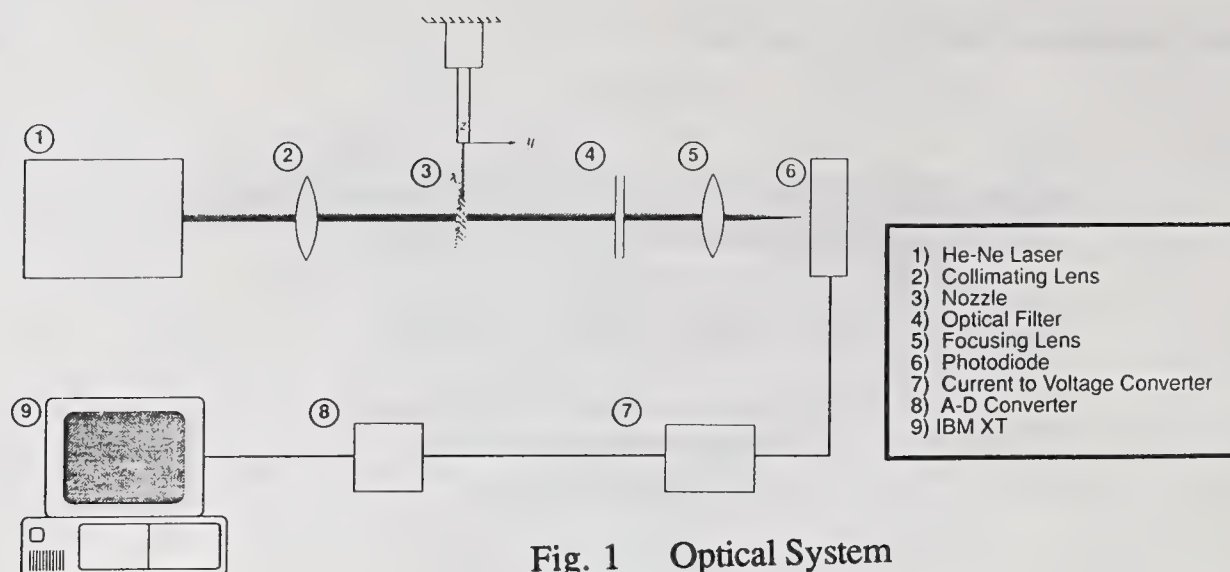 1
2
3
z
y
x
4
5
6
1) He-Ne Laser
2) Collimating Lens
3) Nozzle
4) Optical Filter
5) Focusing Lens
6) Photodiode
7) Current to Voltage Converter
8) A-D Converter
9) IBM XT
9
8
7
Fig. 1 Optical System